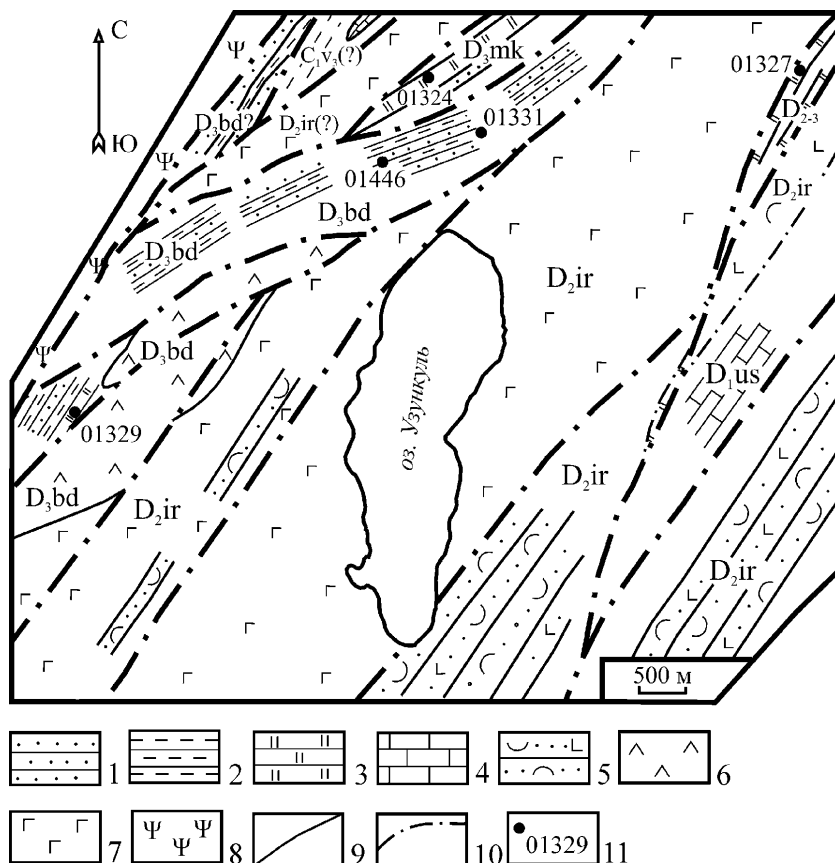 С
Ю
Ψ
C₁v₃(?)
D₃mk
01324
01327
D₂₋₃
D₃bd?
D₂ir(?)
01331
Ψ
01446
D₂ir
D₃bd
D₃bd
Ψ
D₂ir
Ψ
D₃bd
D₁us
оз. Узункуль
01329
D₂ir
D₃bd
D₂ir
D₂ir
500 м
1
2
3
4
5
6
Ψ Ψ Ψ
7
8
9
10
01329
11